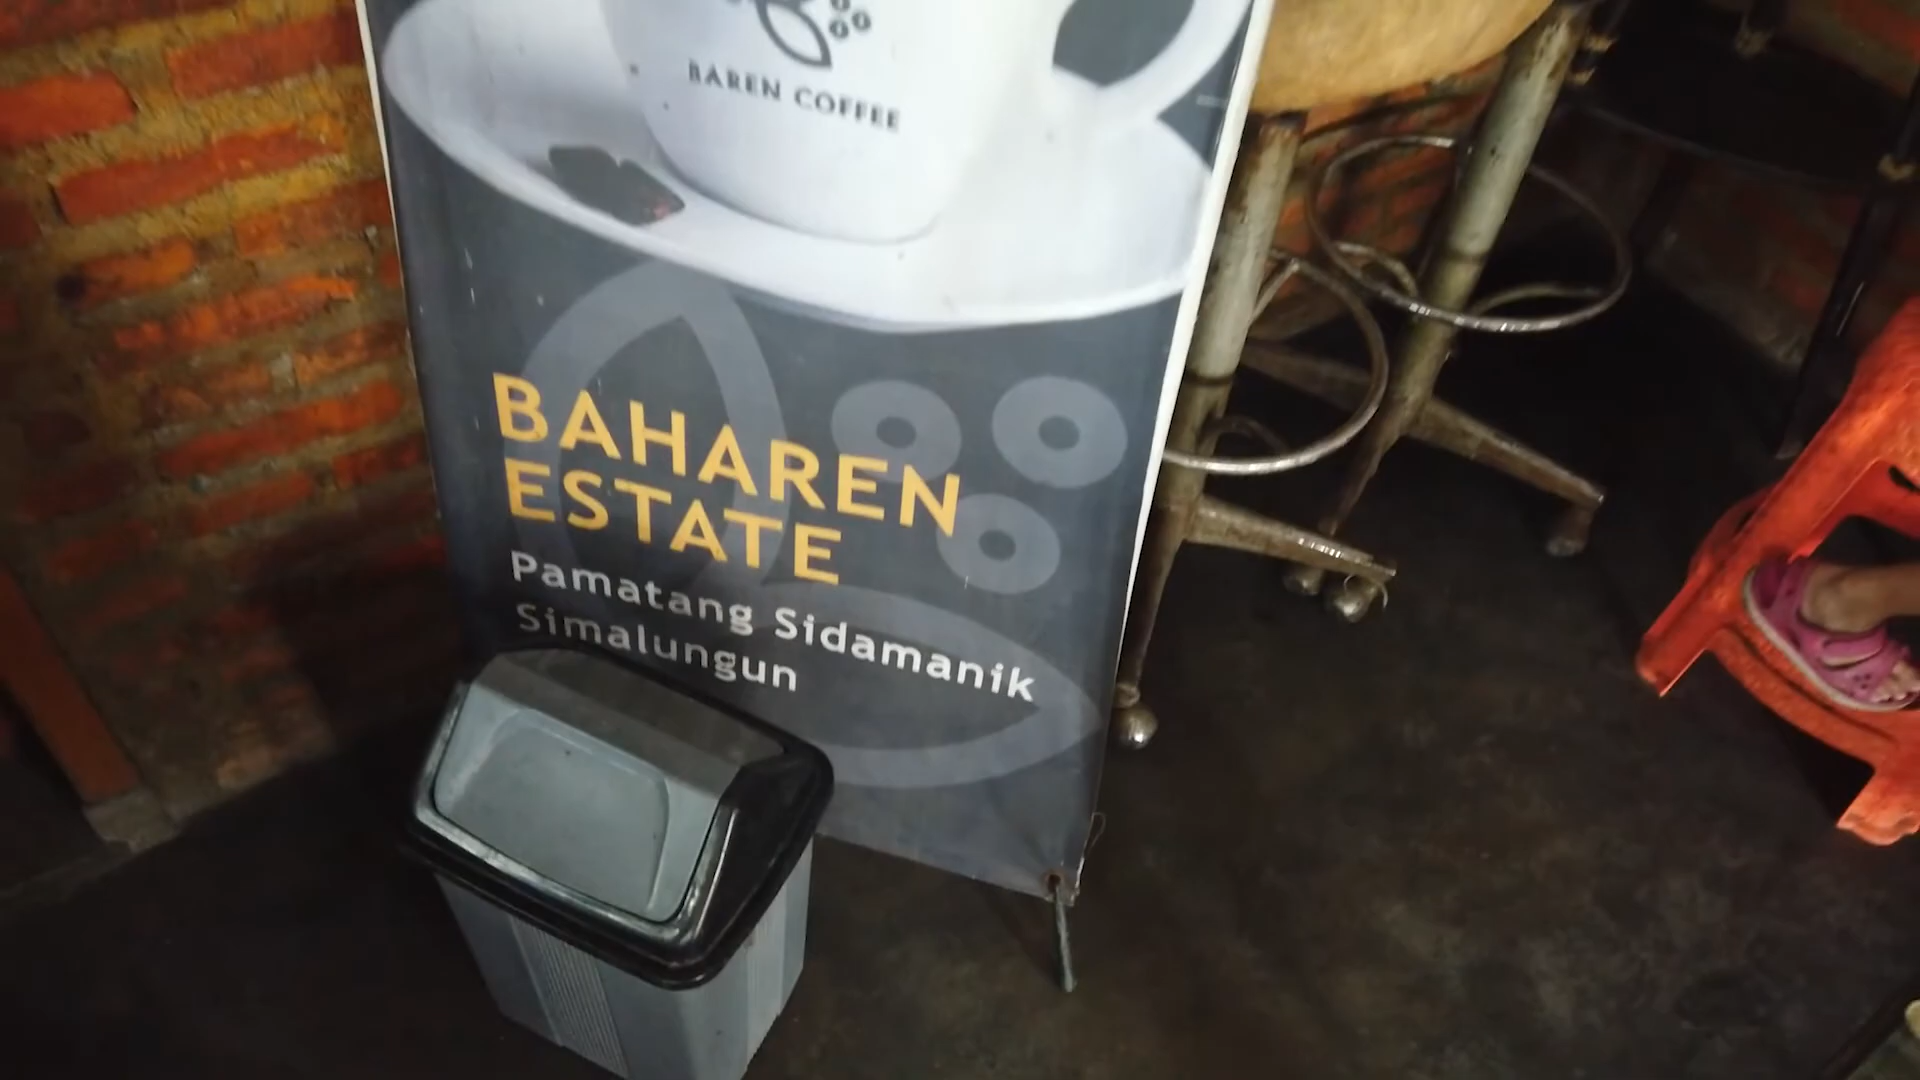 BAREN COFFEE
BAHAREN
ESTATE
Pamatang Sidamanik
Simalungun